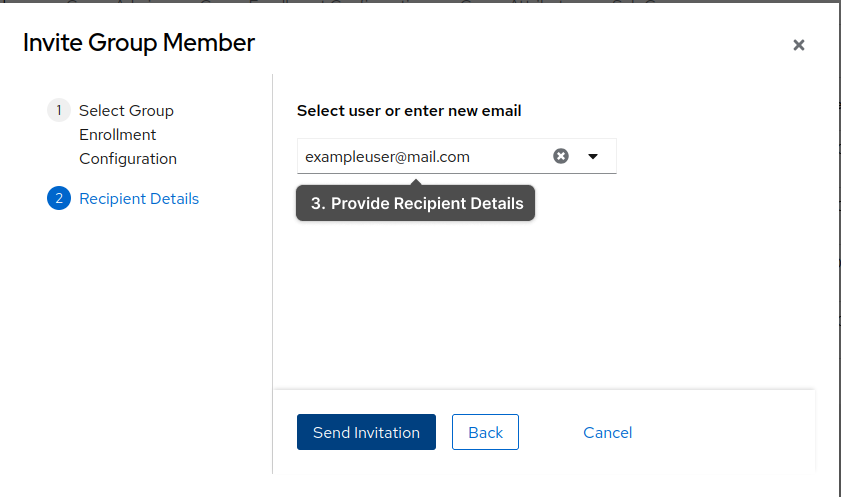 Invite Group Member
1 Select Group
Enrollment
Configuration
2 Recipient Details
Select user or enter new email
exampleuser@mail.com
3. Provide Recipient Details
Send Invitation
Back
Cancel